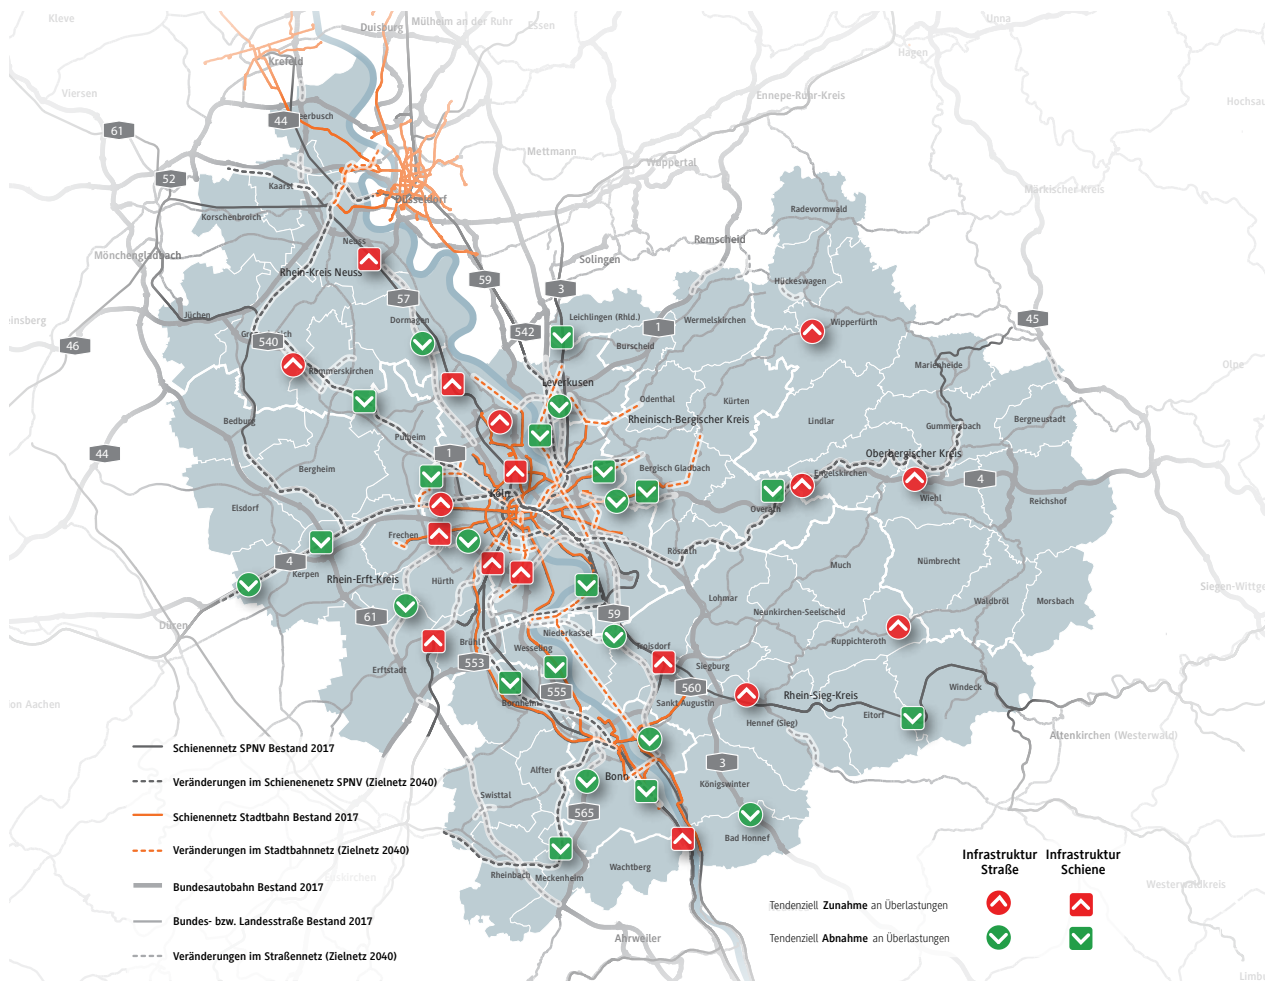 Kleve
Duisburg
Mülheim an der Ruhr
Essen
Unna
Hagen
Krefeld
Viersen
Ennepe-Ruhr-Kreis
Hochsau
44
eerbusch
61
Mettmann
Wuppertal
52
Kaarst
Märkischer Kreis
Düsseldorf
Korschenbroich
Radevormwald
Neuss
Remscheid
Mönchengladbach
Solingen
Rhein-Kreis Neuss
59
3
Hückeswagen
57
Jüchen
Leichlingen (Rhld.)
Wermelskirchen
Dormagen
542
1
Wipperfürth
45
einsberg
46
540
Burscheid
Marienheide
Olpe
Rommerskirchen
Leverkusen
Odenthal
Kürten
Rheinisch-Bergischer Kreis
Bedburg
Lindlar
Bergneustadt
Gummersbach
Pulheim
44
1
Oberbergischer Kreis
Bergheim
Bergisch Gladbach
Engelskirchen
4
Köln
Wiehl
Reichshof
Elsdorf
Overath
Frechen
Rösrath
4
Much
Nümbrecht
Kerpen
Rhein-Erft-Kreis
Hürth
Siegen-Wittge
Lohmar
Waldbröl
Morsbach
61
59
Neunkirchen-Seelscheid
Düren
Niederkassel
Brühl
Wesseling
Troisdorf
Ruppichteroth
553
Siegburg
Erftstadt
555
560
Rhein-Sieg-Kreis
Windeck
on Aachen
Bornheim
Sankt Augustin
Eitorf
Hennef (Sieg)
Altenkirchen (Westerwald)
Schienennetz SPNV Bestand 2017
3
Alfter
Bonn
Veränderungen im Schienenenetz SPNV (Zielnetz 2040)
Königswinter
Swisttal
565
Schienennetz Stadtbahn Bestand 2017
Bad Honnef
Veränderungen im Stadtbahnnetz (Zielnetz 2040)
Infrastruktur Straße
Infrastruktur Schiene
Wachtberg
Rheinbach
Meckenheim
Euskirchen
Bundesautobahn Bestand 2017
Westerwaldkreis
Tendenziell Zunahme an Überlastungen
Bundes- bzw. Landesstraße Bestand 2017
Tendenziell Abnahme an Überlastungen
Ahrweiler
Veränderungen im Straßennetz (Zielnetz 2040)
Limbu